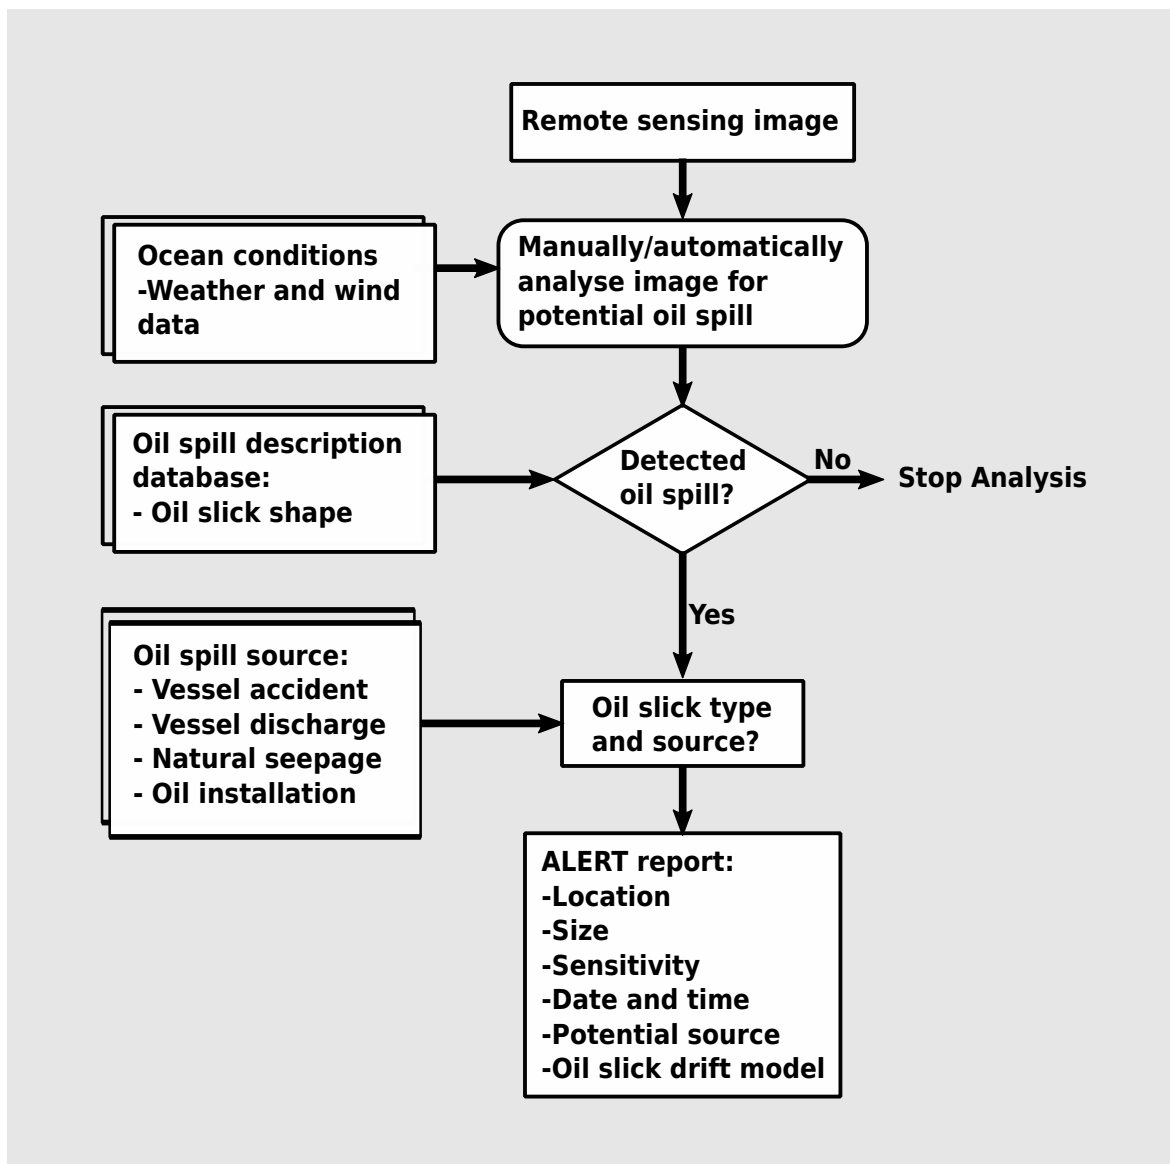 Remote sensing image
Ocean conditions
-Weather and wind
data
Manually/automatically
analyse image for
potential oil spill
Oil spill description
database:
- Oil slick shape
Detected
oil spill?
No
Stop Analysis
Yes
Oil spill source:
- Vessel accident
- Vessel discharge
- Natural seepage
- Oil installation
Oil slick type
and source?
ALERT report:
-Location
-Size
-Sensitivity
-Date and time
-Potential source
-Oil slick drift model